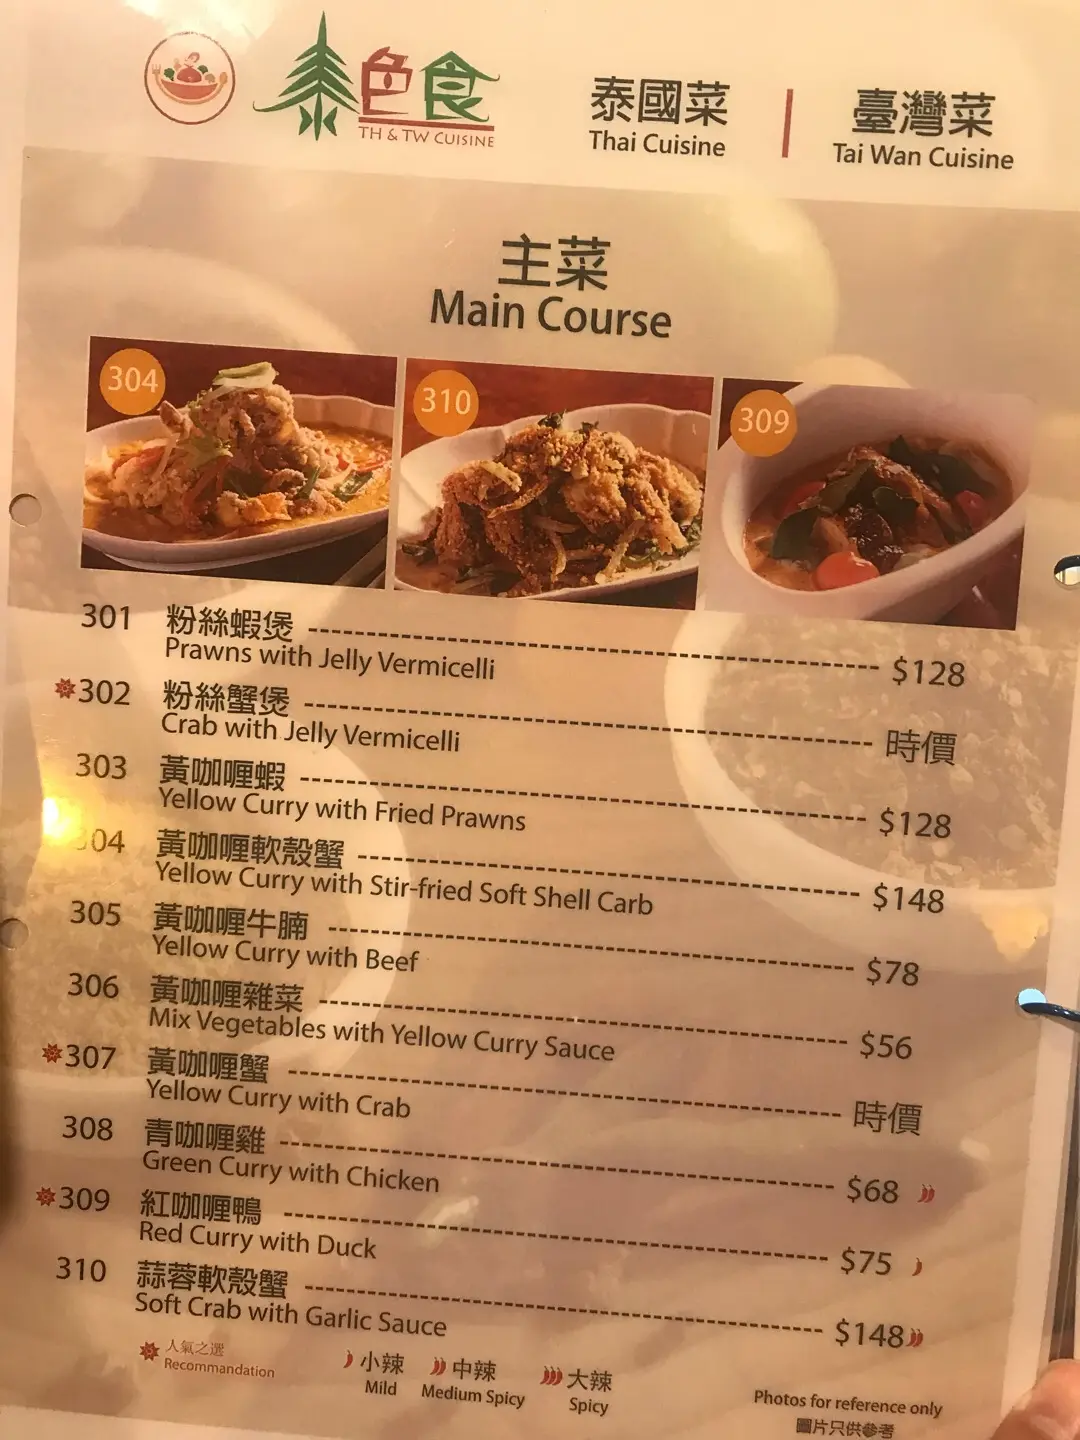 泰色食
TH & TW CUISINE
泰國菜
Thai Cuisine
臺灣菜
Tai Wan Cuisine
主菜
Main Course
304
310
309
301 粉絲蝦煲 $128
Prawns with Jelly Vermicelli
302 粉絲蟹煲 時價
Crab with Jelly Vermicelli
303 黃咖喱蝦 $128
Yellow Curry with Fried Prawns
304 黃咖喱軟殼蟹 $148
Yellow Curry with Stir-fried Soft Shell Carb
305 黃咖喱牛腩 $78
Yellow Curry with Beef
306 黃咖喱雜菜 $56
Mix Vegetables with Yellow Curry Sauce
307 黃咖喱蟹 時價
Yellow Curry with Crab
308 青咖喱雞 $68
Green Curry with Chicken
309 紅咖喱鴨 $75
Red Curry with Duck
310 蒜蓉軟殼蟹 $148
Soft Crab with Garlic Sauce
人氣之選
Recommandation
小辣
Mild
中辣
Medium Spicy
大辣
Spicy
Photos for reference only
圖片只供參考